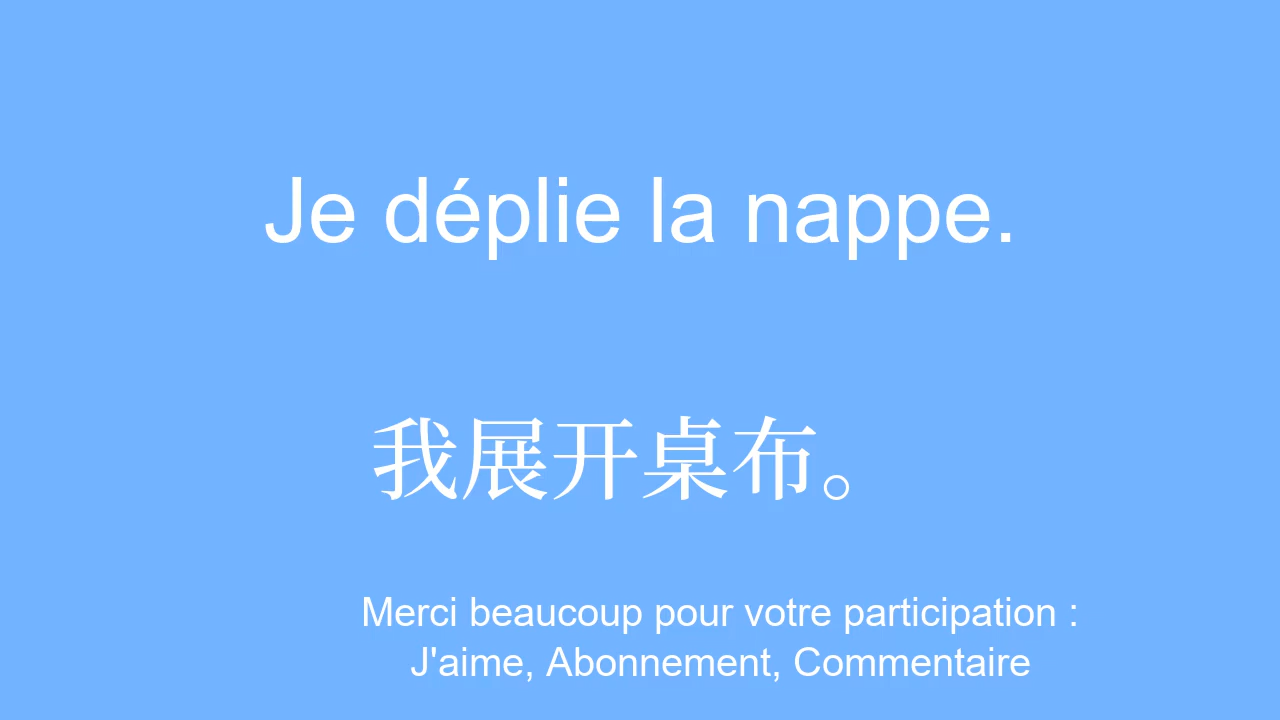 Je déplie la nappe.
我展开桌布。
Merci beaucoup pour votre participation :
J'aime, Abonnement, Commentaire